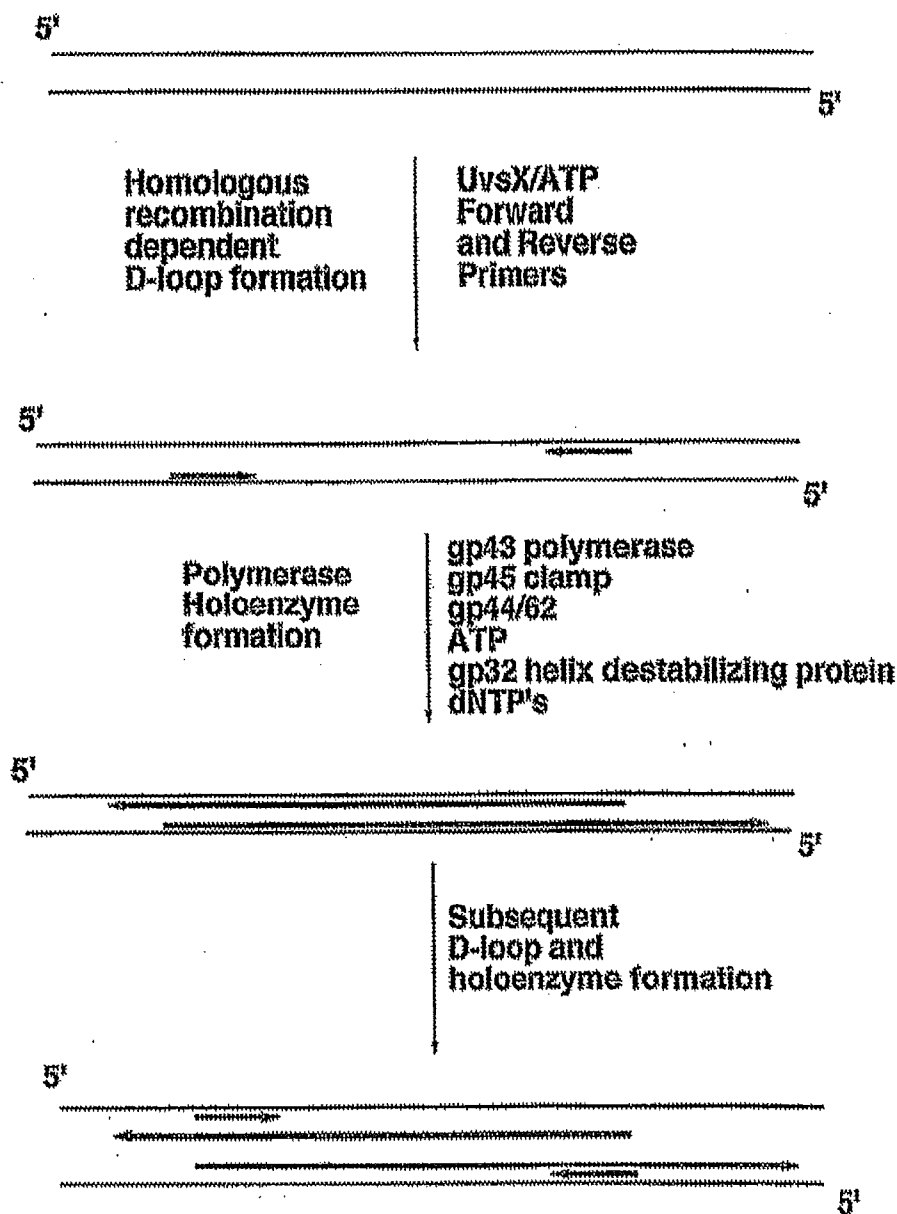 5'
5'
Homologous
recombination
dependent
D-loop formation
UvsX/ATP
Forward
and Reverse
Primers
5'
5'
Polymerase
Holoenzyme
formation
gp43 polymerase
gp45 clamp
gp44/62
ATP
gp32 helix destabilizing protein
dNTP's
5'
5'
Subsequent
D-loop and
holoenzyme formation
5'
5'